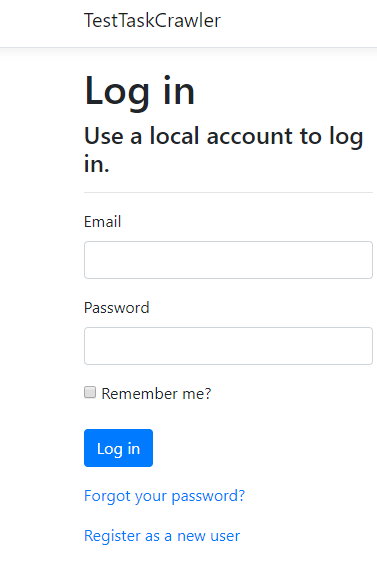 TestTaskCrawler
Log in
Use a local account to log
in.
Email
Password
Remember me?
Log in
Forgot your password?
Register as a new user